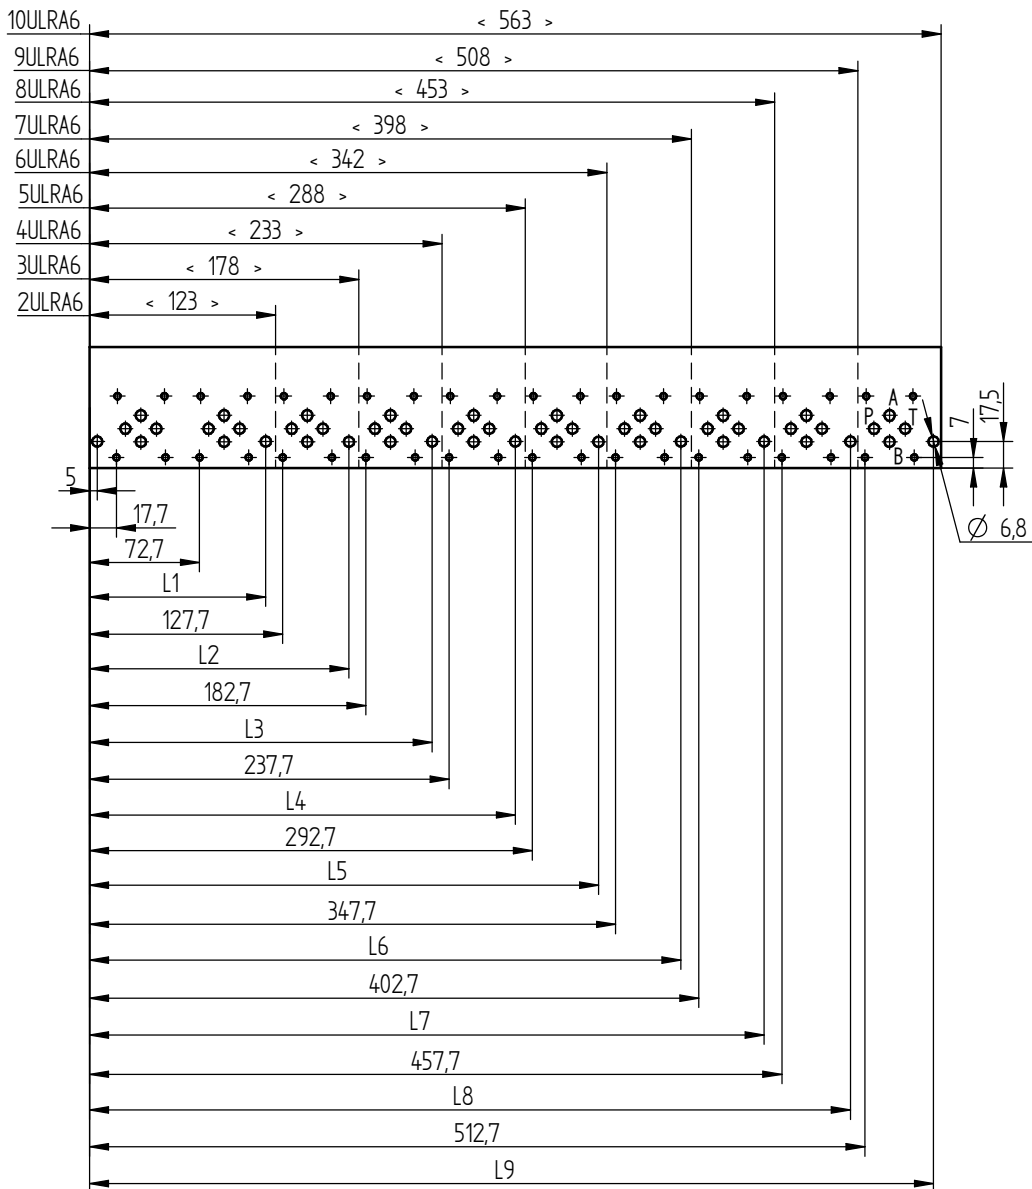 10ULRA6
< 563 >
9ULRA6
< 508 >
8ULRA6
< 453 >
7ULRA6
< 398 >
6ULRA6
< 342 >
5ULRA6
< 288 >
4ULRA6
< 233 >
3ULRA6
< 178 >
2ULRA6
< 123 >
A
P
T
B
7
17,5
5
17,7
Ø 6,8
72,7
L1
127,7
L2
182,7
L3
237,7
L4
292,7
L5
347,7
L6
402,7
L7
457,7
L8
512,7
L9